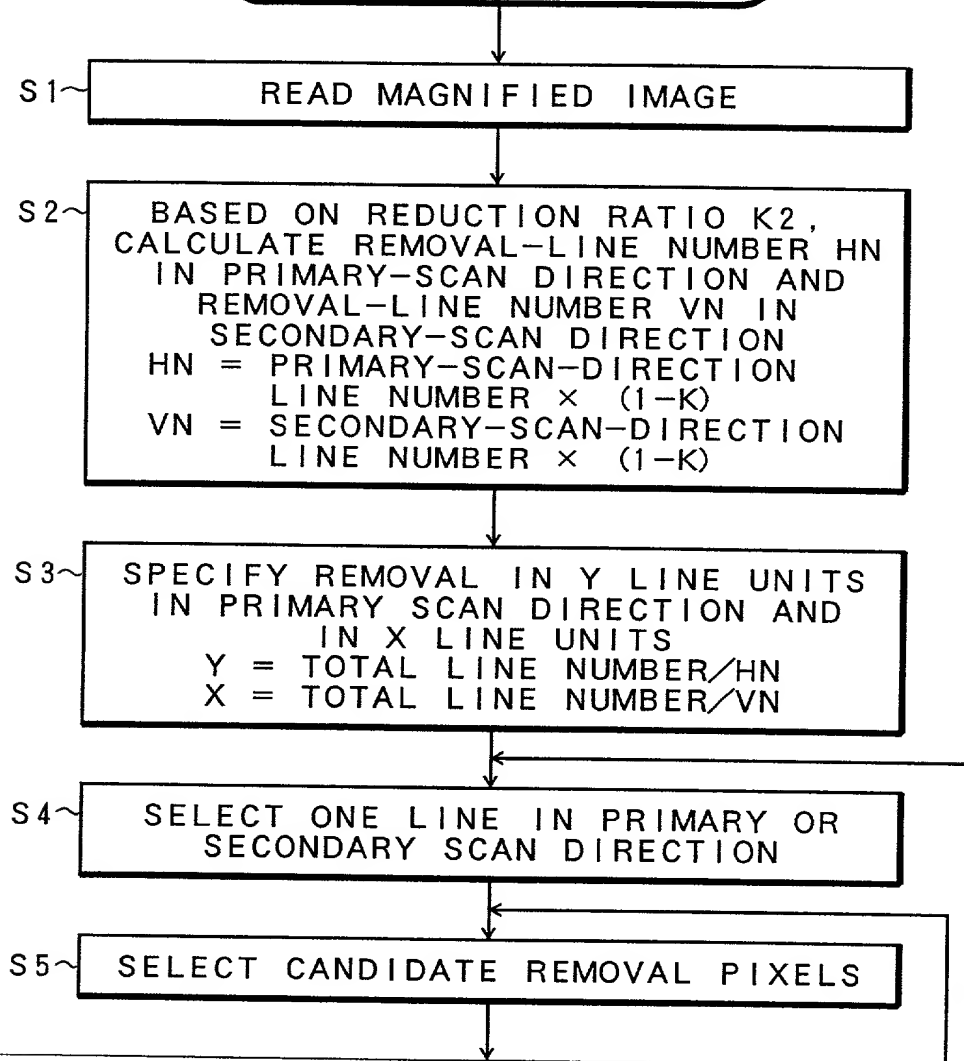 S1~ READ MAGNIFIED IMAGE
S2~ BASED ON REDUCTION RATIO K2,
CALCULATE REMOVAL-LINE NUMBER HN
IN PRIMARY-SCAN DIRECTION AND
REMOVAL-LINE NUMBER VN IN
SECONDARY-SCAN DIRECTION
HN = PRIMARY-SCAN-DIRECTION
LINE NUMBER × (1-K)
VN = SECONDARY-SCAN-DIRECTION
LINE NUMBER × (1-K)
S3~ SPECIFY REMOVAL IN Y LINE UNITS
IN PRIMARY SCAN DIRECTION AND
IN X LINE UNITS
Y = TOTAL LINE NUMBER/HN
X = TOTAL LINE NUMBER/VN
S4~ SELECT ONE LINE IN PRIMARY OR
SECONDARY SCAN DIRECTION
S5~ SELECT CANDIDATE REMOVAL PIXELS